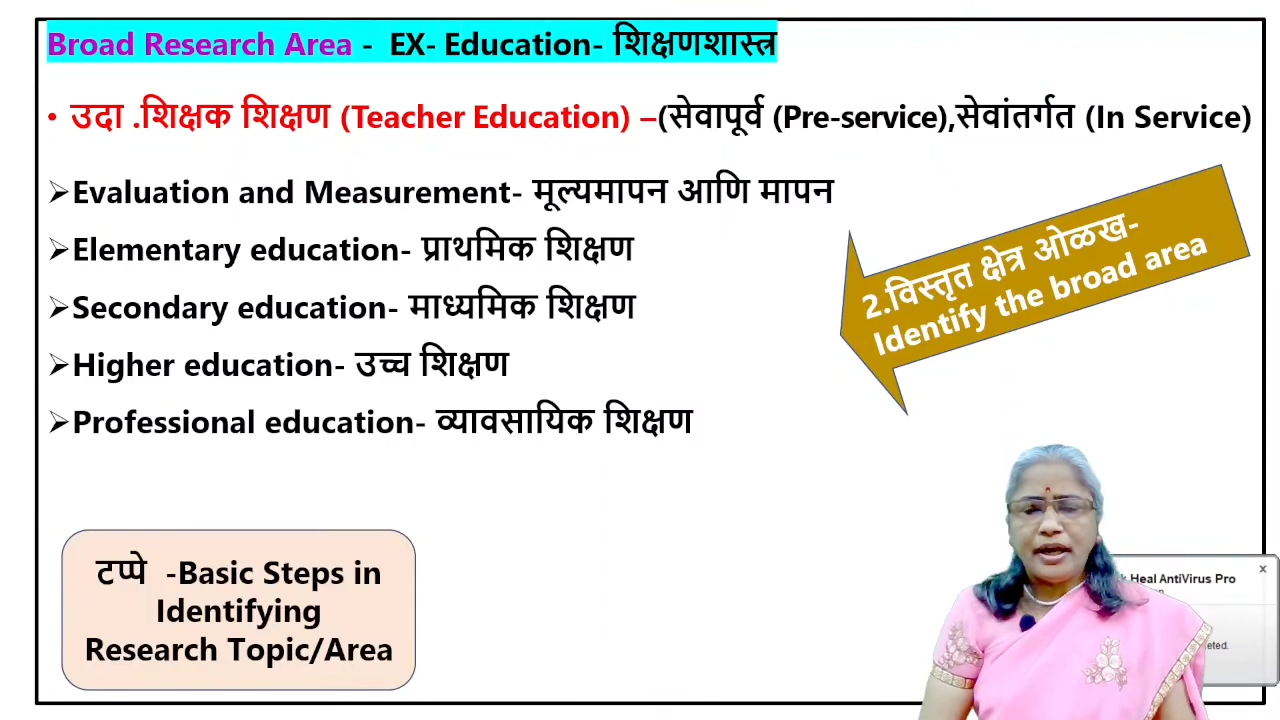 Broad Research Area - EX- Education- शिक्षणशास्त्र
• उदा .शिक्षक शिक्षण (Teacher Education) –(सेवापूर्व (Pre-service),सेवांतर्गत (In Service)
➢Evaluation and Measurement- मूल्यमापन आणि मापन
➢Elementary education- प्राथमिक शिक्षण
➢Secondary education- माध्यमिक शिक्षण
➢Higher education- उच्च शिक्षण
➢Professional education- व्यावसायिक शिक्षण
2.विस्तृत क्षेत्र ओळख-
Identify the broad area
टप्पे -Basic Steps in
Identifying
Research Topic/Area
Heal AntiVirus Pro